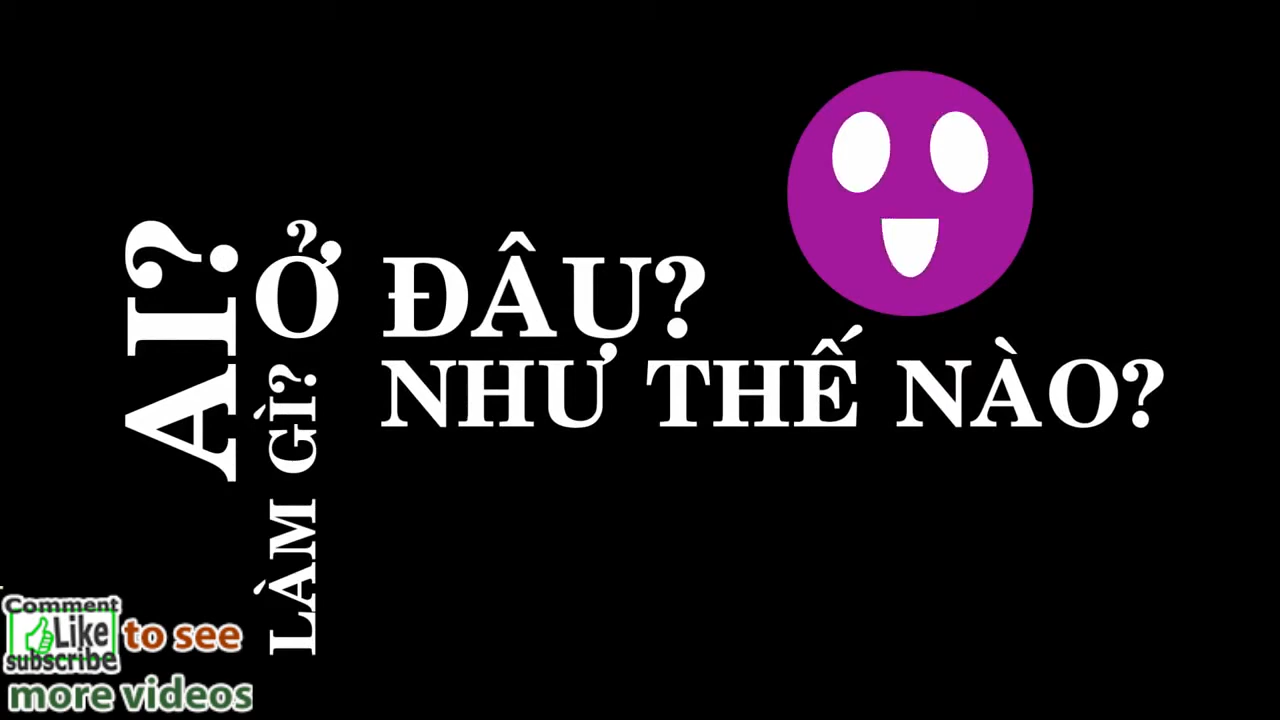 AI?
LÀM GÌ?
Ở ĐÂU?
NHƯ THẾ NÀO?
Comment
Like to see
subscribe
more videos